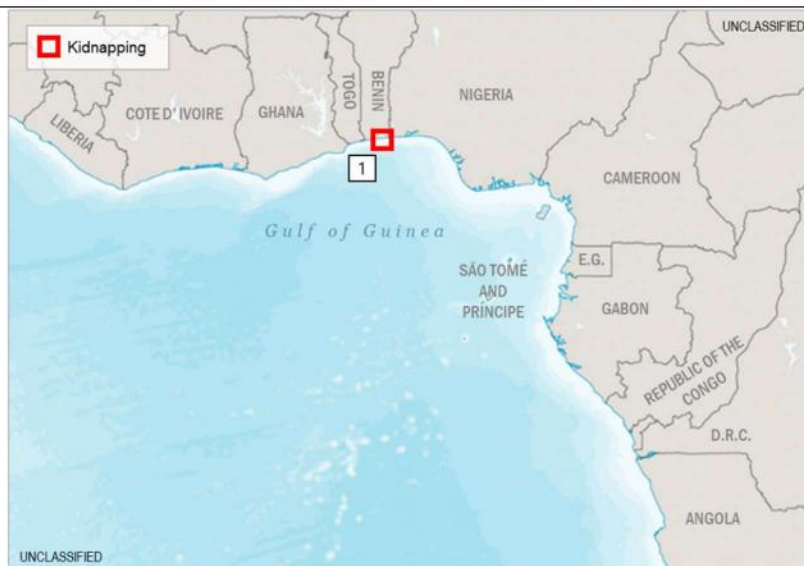 UNCLASSIFIED
Kidnapping
LIBERIA
COTE D' IVOIRE
GHANA
TOGO
BENIN
NIGERIA
CAMEROON
1
Gulf of Guinea
E.G.
SÃO TOMÉ
AND
PRÍNCIPE
GABON
REPUBLIC OF THE
CONGO
D.R.C.
ANGOLA
UNCLASSIFIED